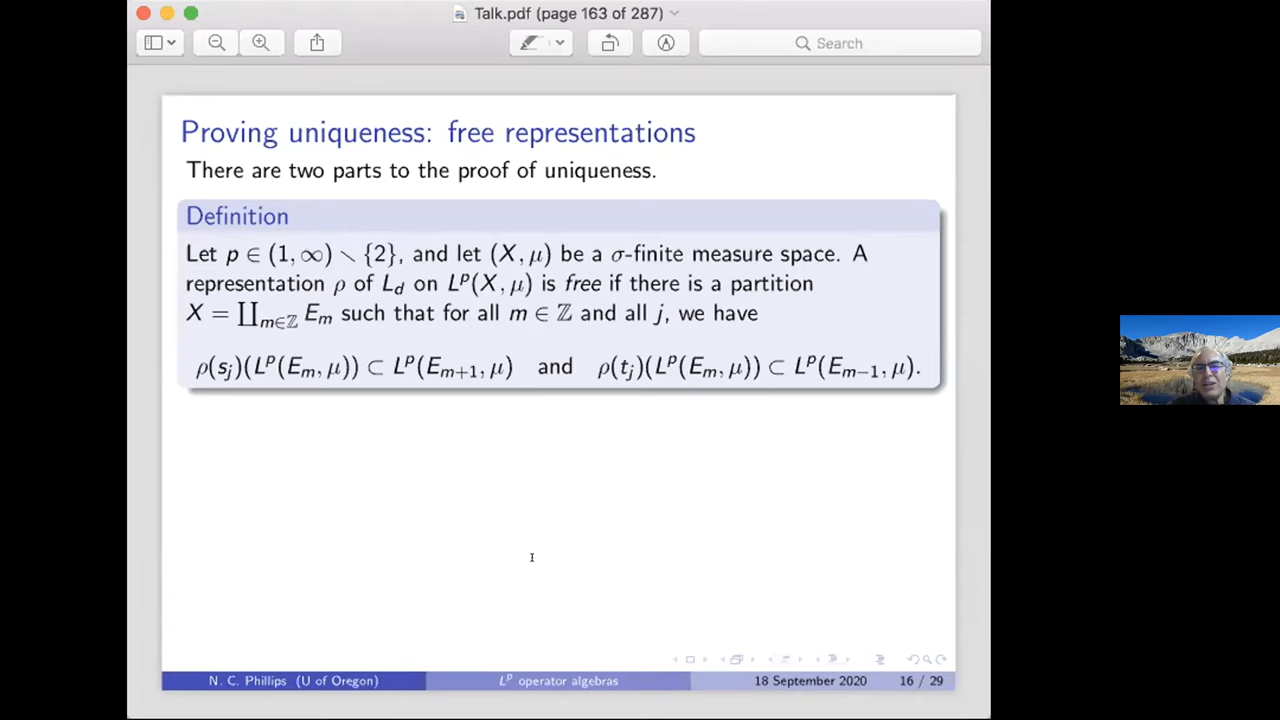 Talk.pdf (page 163 of 287)
Search
Proving uniqueness: free representations
There are two parts to the proof of uniqueness.
Definition
Let p ∈ (1, ∞) ∖ {2}, and let (X, μ) be a σ-finite measure space. A
representation ρ of L_d on L^p(X, μ) is free if there is a partition
X = ∐_{m∈ℤ} E_m such that for all m ∈ ℤ and all j, we have
ρ(s_j)(L^p(E_m, μ)) ⊂ L^p(E_{m+1}, μ) and ρ(t_j)(L^p(E_m, μ)) ⊂ L^p(E_{m−1}, μ).
N. C. Phillips (U of Oregon) L^p operator algebras 18 September 2020 16 / 29